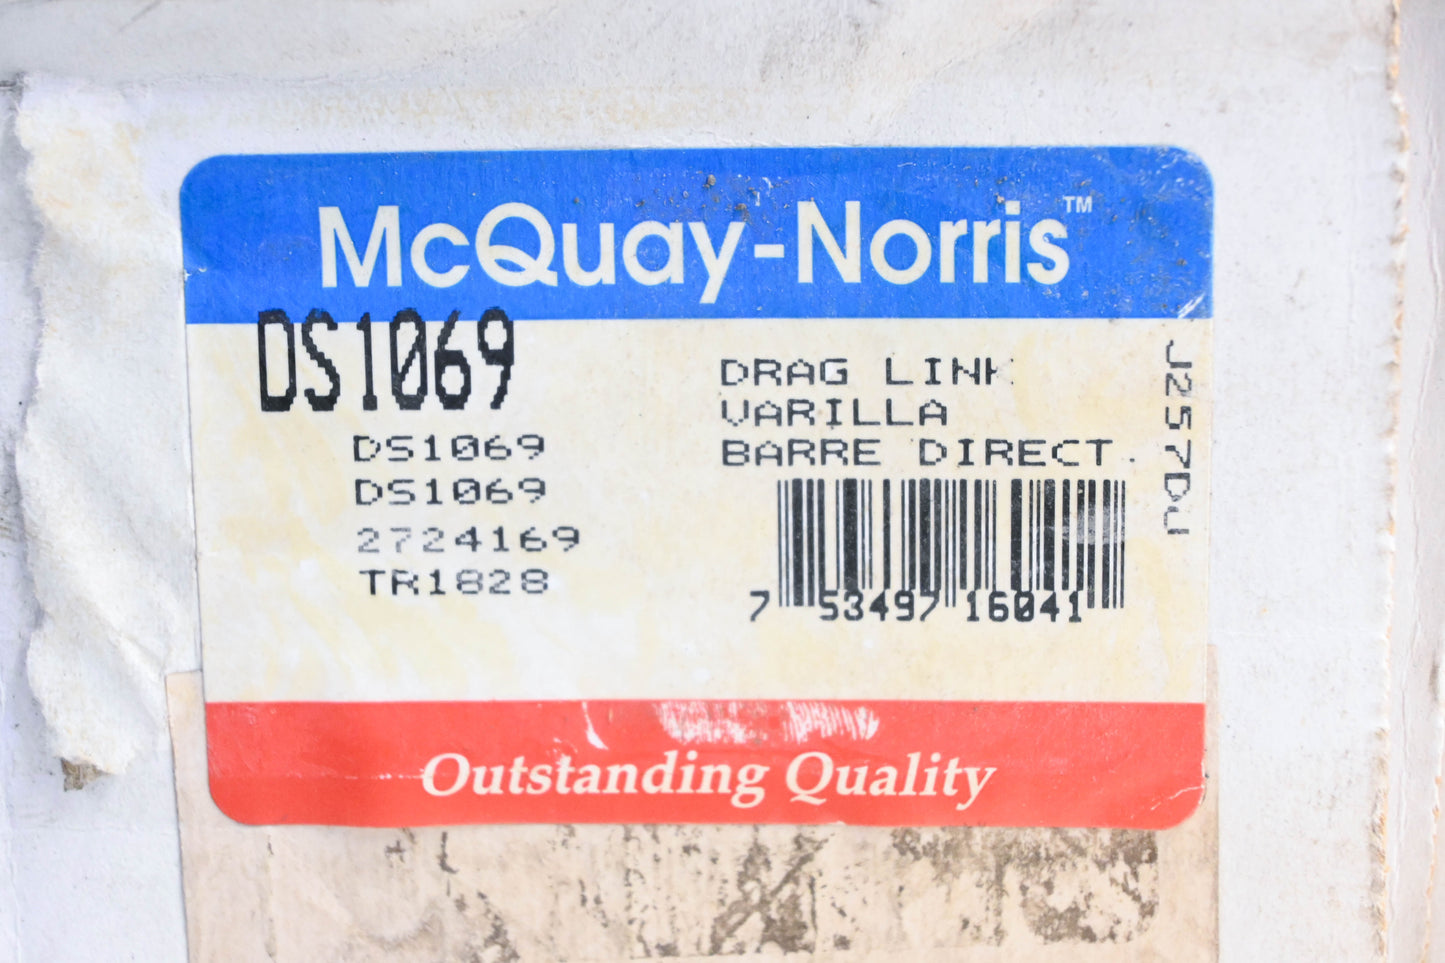 McQuay-Norris™
DS1069
DS1069
DS1069
2724169
TR1828
DRAG LINK
VARILLA
BARRE DIRECT.
7 53497 16041
J257DJ
Outstanding Quality